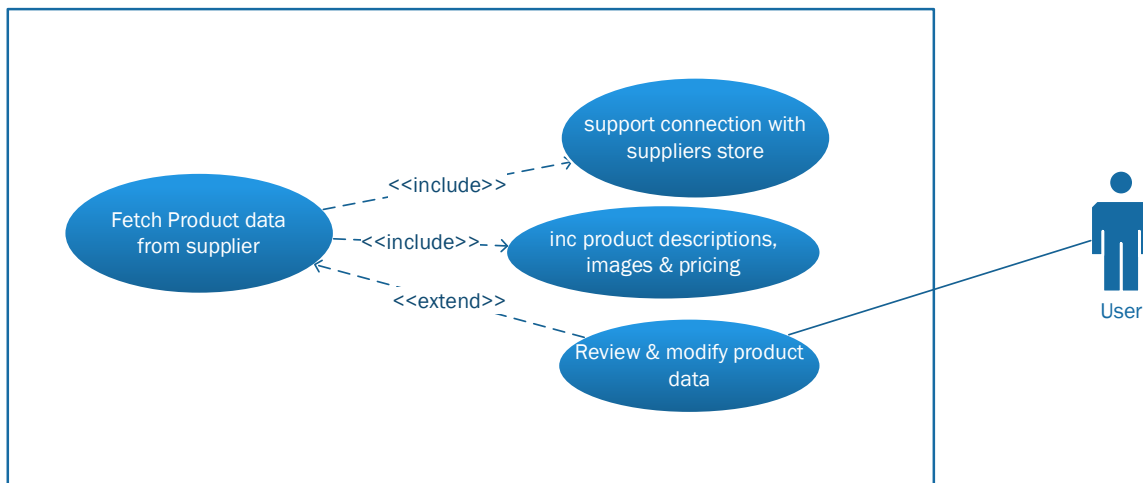 support connection with
suppliers store
<<include>>
Fetch Product data
from supplier
<<include>>
inc product descriptions,
images & pricing
<<extend>>
User
Review & modify product
data